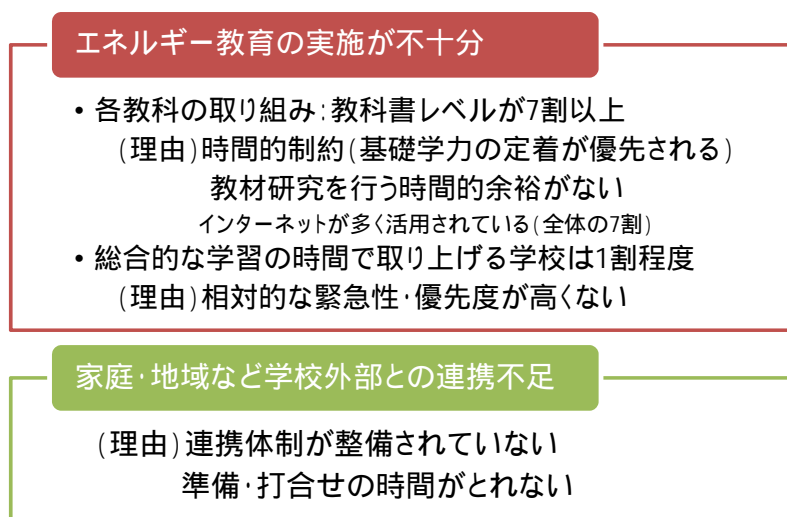 エネルギー教育の実施が不十分
• 各教科の取り組み:教科書レベルが7割以上
(理由)時間的制約(基礎学力の定着が優先される)
教材研究を行う時間的余裕がない
インターネットが多く活用されている(全体の7割)
• 総合的な学習の時間で取り上げる学校は1割程度
(理由)相対的な緊急性・優先度が高くない
家庭・地域など学校外部との連携不足
(理由)連携体制が整備されていない
準備・打合せの時間がとれない